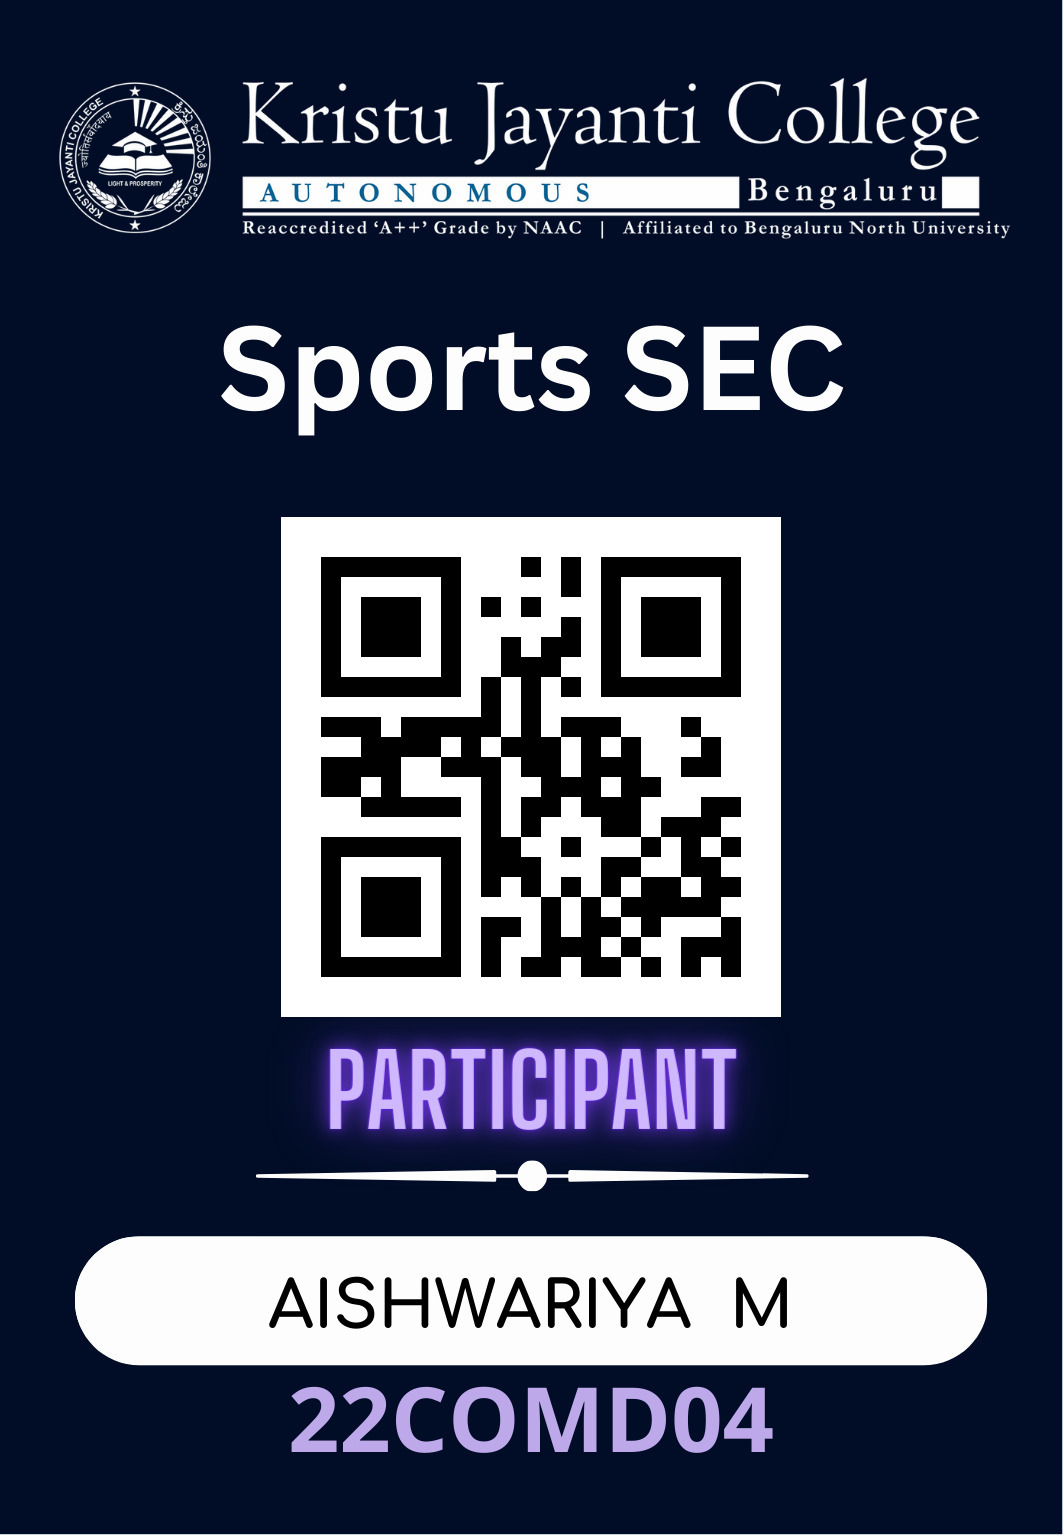 KRISTU JAYANTI COLLEGE
ಕ್ರಿಸ್ತು ಜಯಂತಿ ಕಾಲೇಜು
LIGHT & PROSPERITY
Kristu Jayanti College
AUTONOMOUS Bengaluru
Reaccredited ‘A++’ Grade by NAAC | Affiliated to Bengaluru North University
Sports SEC
PARTICIPANT
AISHWARIYA M
22COMD04